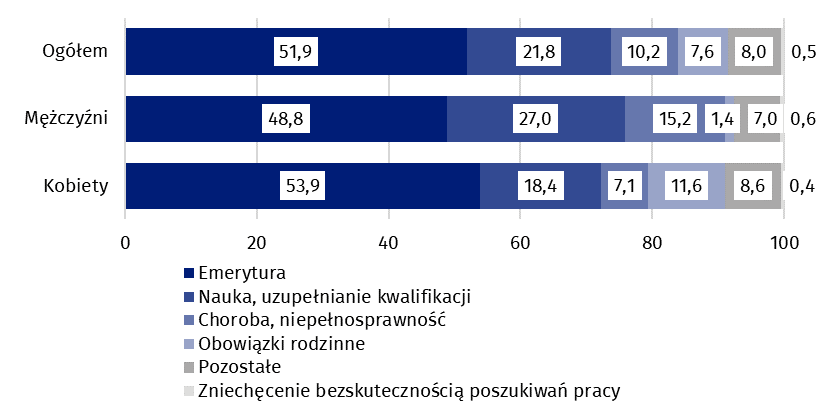 Ogółem 51,9 21,8 10,2 7,6 8,0 0,5
Mężczyźni 48,8 27,0 15,2 1,4 7,0 0,6
Kobiety 53,9 18,4 7,1 11,6 8,6 0,4
0 20 40 60 80 100
Emerytura
Nauka, uzupełnianie kwalifikacji
Choroba, niepełnosprawność
Obowiązki rodzinne
Pozostałe
Zniechęcenie bezskutecznością poszukiwań pracy